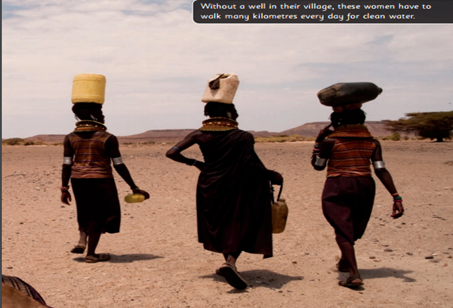 Without a well in their village, these women have to
walk many kilometres every day for clean water.